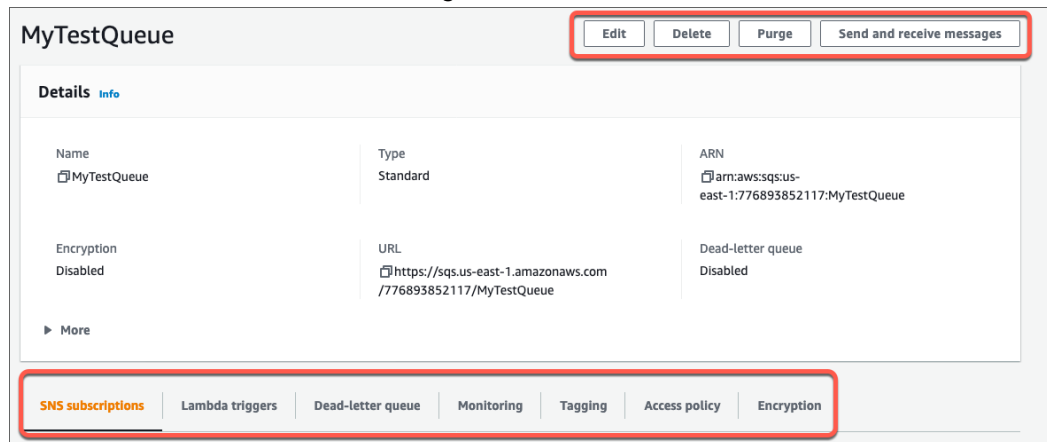 MyTestQueue
Edit Delete Purge Send and receive messages
Details Info
Name Type ARN
MyTestQueue Standard arn:aws:sqs:us-
east-1:776893852117:MyTestQueue
Encryption URL Dead-letter queue
Disabled https://sqs.us-east-1.amazonaws.com Disabled
/776893852117/MyTestQueue
More
SNS subscriptions Lambda triggers Dead-letter queue Monitoring Tagging Access policy Encryption